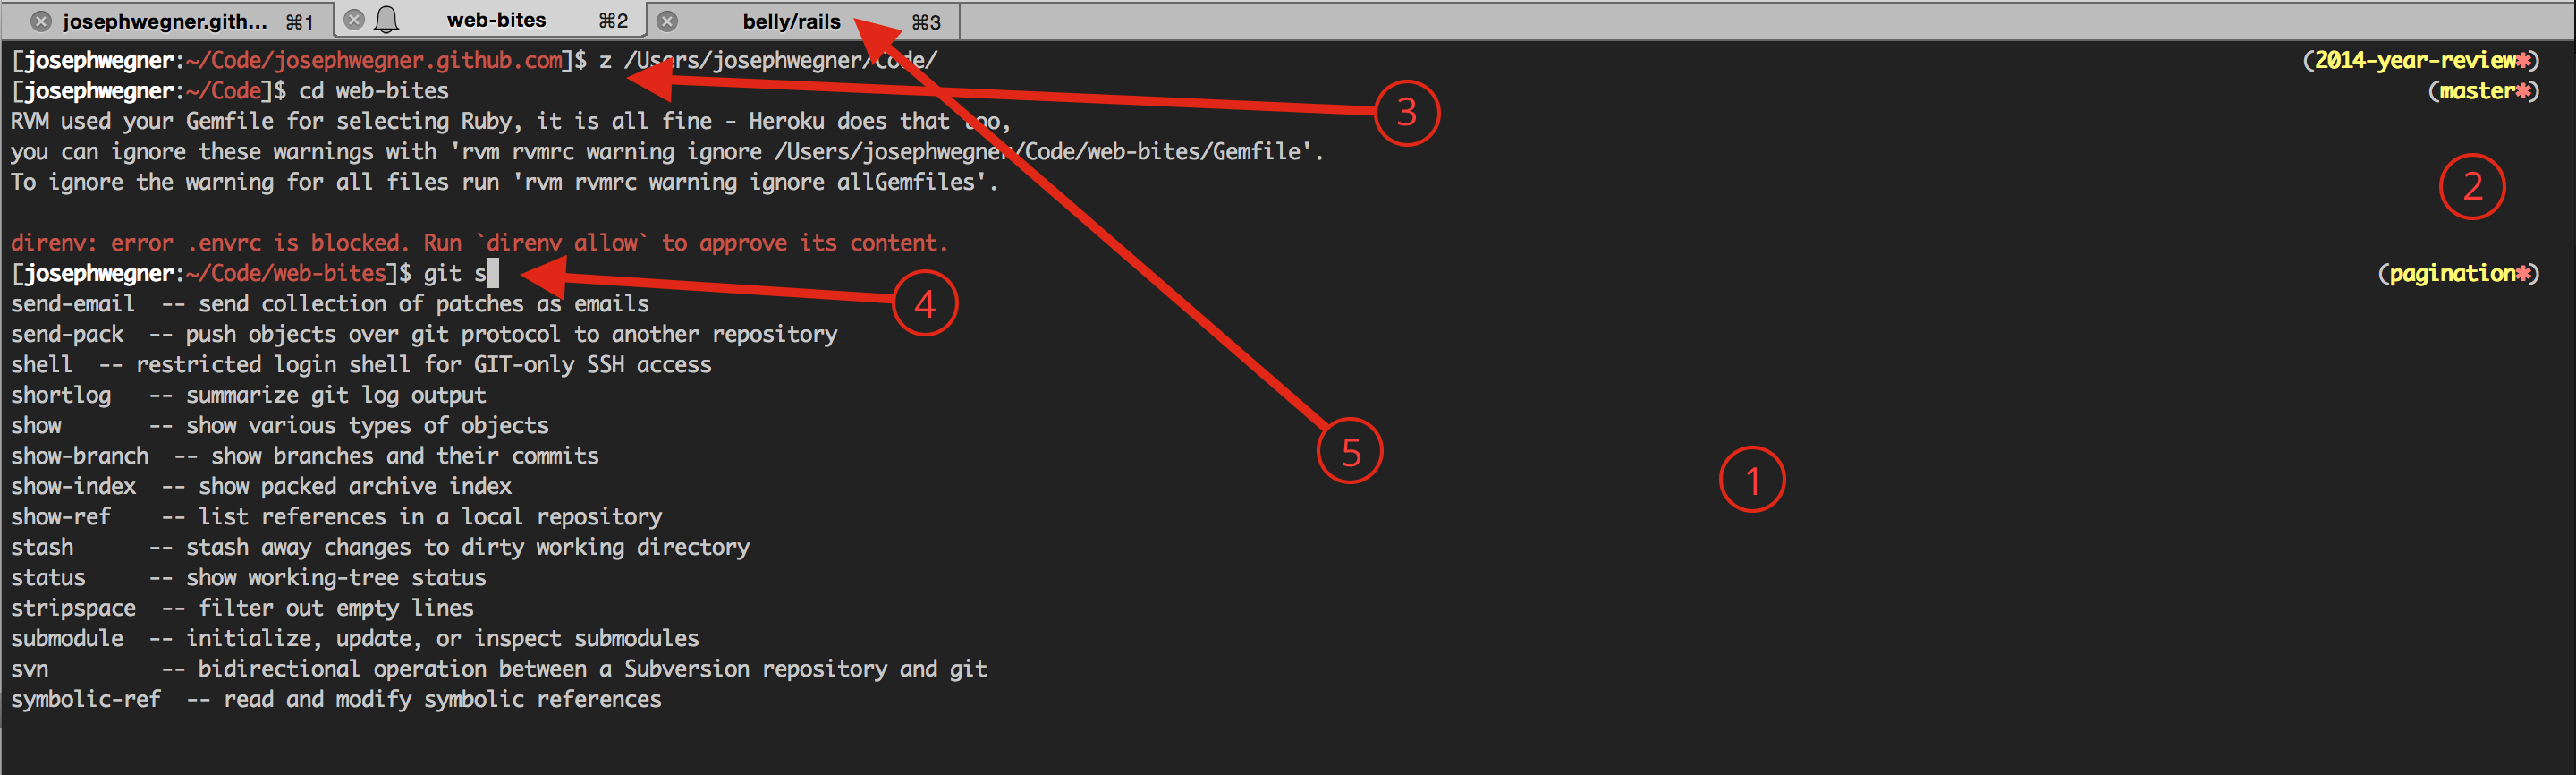 josephwegner.gith... ⌘1 web-bites ⌘2 belly/rails ⌘3
[josephwegner:~/Code/josephwegner.github.com]$ z /Users/josephwegner/Code/ (2014-year-review✱)
[josephwegner:~/Code]$ cd web-bites (master✱)
3
RVM used your Gemfile for selecting Ruby, it is all fine - Heroku does that too,
you can ignore these warnings with 'rvm rvmrc warning ignore /Users/josephwegner/Code/web-bites/Gemfile'.
To ignore the warning for all files run 'rvm rvmrc warning ignore allGemfiles'.
2
direnv: error .envrc is blocked. Run `direnv allow` to approve its content.
[josephwegner:~/Code/web-bites]$ git s (pagination✱)
send-email -- send collection of patches as emails
4
send-pack -- push objects over git protocol to another repository
shell -- restricted login shell for GIT-only SSH access
shortlog -- summarize git log output
show -- show various types of objects
show-branch -- show branches and their commits
5
show-index -- show packed archive index
1
show-ref -- list references in a local repository
stash -- stash away changes to dirty working directory
status -- show working-tree status
stripspace -- filter out empty lines
submodule -- initialize, update, or inspect submodules
svn -- bidirectional operation between a Subversion repository and git
symbolic-ref -- read and modify symbolic references